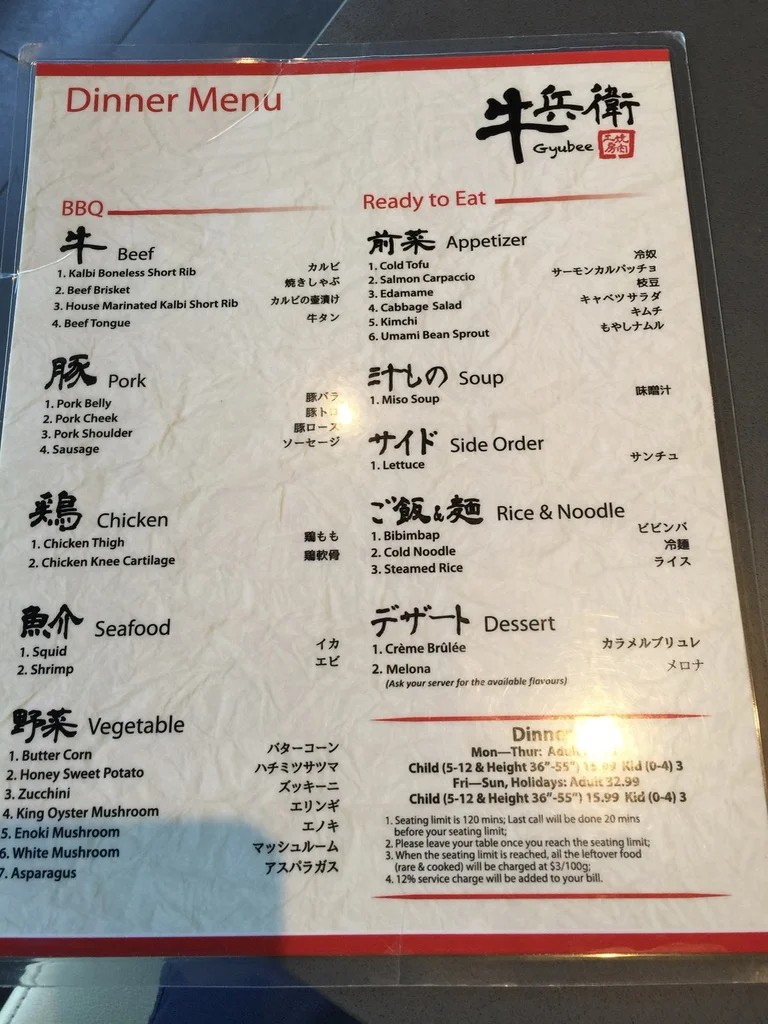 Dinner Menu
牛兵衛
Gyubee 焼肉工房
BBQ
牛 Beef
1. Kalbi Boneless Short Rib カルビ
2. Beef Brisket 焼きしゃぶ
3. House Marinated Kalbi Short Rib カルビの壷漬け
4. Beef Tongue 牛タン
豚 Pork
1. Pork Belly 豚バラ
2. Pork Cheek 豚トロ
3. Pork Shoulder 豚ロース
4. Sausage ソーセージ
鶏 Chicken
1. Chicken Thigh 鶏もも
2. Chicken Knee Cartilage 鶏軟骨
魚介 Seafood
1. Squid イカ
2. Shrimp エビ
野菜 Vegetable
1. Butter Corn バターコーン
2. Honey Sweet Potato ハチミツサツマ
3. Zucchini ズッキーニ
4. King Oyster Mushroom エリンギ
5. Enoki Mushroom エノキ
6. White Mushroom マッシュルーム
7. Asparagus アスパラガス
Ready to Eat
前菜 Appetizer
1. Cold Tofu 冷奴
2. Salmon Carpaccio サーモンカルパッチョ
3. Edamame 枝豆
4. Cabbage Salad キャベツサラダ
5. Kimchi キムチ
6. Umami Bean Sprout もやしナムル
汁もの Soup
1. Miso Soup 味噌汁
サイド Side Order
1. Lettuce サンチュ
ご飯&麺 Rice & Noodle
1. Bibimbap ビビンバ
2. Cold Noodle 冷麺
3. Steamed Rice ライス
デザート Dessert
1. Crème Brûlée カラメルブリュレ
2. Melona メロナ
(Ask your server for the available flavours)
Dinner
Mon—Thur: Adult
Child (5-12 & Height 36”-55”) Kid (0-4) 3
Fri—Sun, Holidays: Adult 32.99
Child (5-12 & Height 36”-55”) 15.99 Kid (0-4) 3
1. Seating limit is 120 mins; Last call will be done 20 mins
before your seating limit;
2. Please leave your table once you reach the seating limit;
3. When the seating limit is reached, all the leftover food
(rare & cooked) will be charged at $3/100g;
4. 12% service charge will be added to your bill.